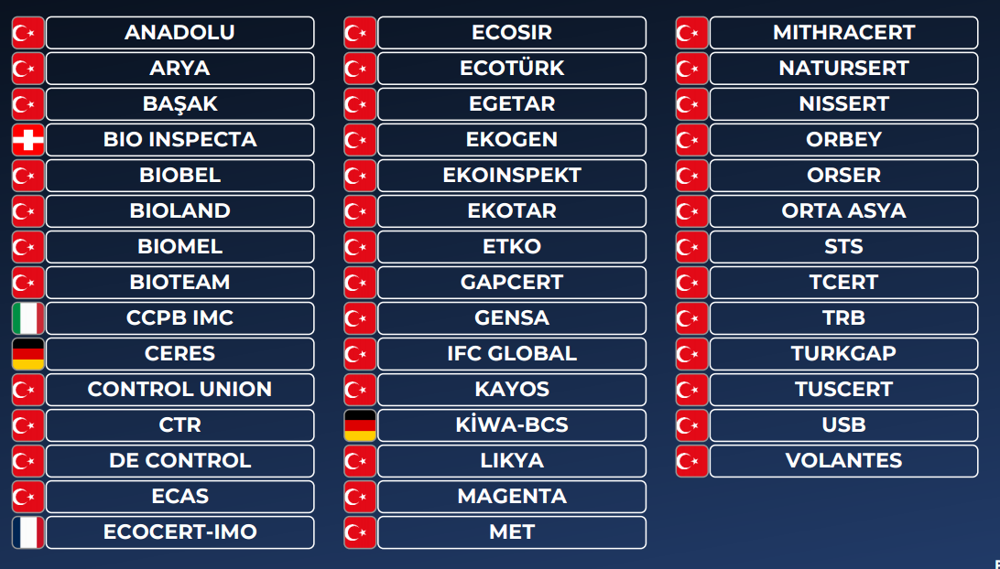 ANADOLU
ARYA
BAŞAK
BIO INSPECTA
BIOBEL
BIOLAND
BIOMEL
BIOTEAM
CCPB IMC
CERES
CONTROL UNION
CTR
DE CONTROL
ECAS
ECOCERT-IMO
ECOSIR
ECOTÜRK
EGETAR
EKOGEN
EKOINSPEKT
EKOTAR
ETKO
GAPCERT
GENSA
IFC GLOBAL
KAYOS
KİWA-BCS
LIKYA
MAGENTA
MET
MITHRACERT
NATURSERT
NISSERT
ORBEY
ORSER
ORTA ASYA
STS
TCERT
TRB
TURKGAP
TUSCERT
USB
VOLANTES